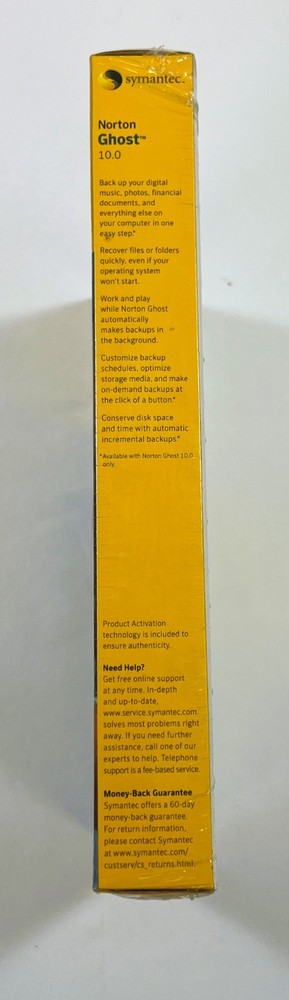 symantec.
Norton
Ghost™
10.0
Back up your digital
music, photos, financial
documents, and
everything else on
your computer in one
easy step.*
Recover files or folders
quickly, even if your
operating system
won't start.
Work and play
while Norton Ghost
automatically
makes backups in
the background.
Customize backup
schedules, optimize
storage media, and make
on-demand backups at
the click of a button.*
Conserve disk space
and time with automatic
incremental backups.*
*Available with Norton Ghost 10.0
only.
Product Activation
technology is included to
ensure authenticity.
Need Help?
Get free online support
at any time. In-depth
and up-to-date,
www.service.symantec.com
solves most problems right
away. If you need further
assistance, call one of our
experts to help. Telephone
support is a fee-based service.
Money-Back Guarantee
Symantec offers a 60-day
money-back guarantee.
For return information,
please contact Symantec
at www.symantec.com/
custserv/cs_returns.html.